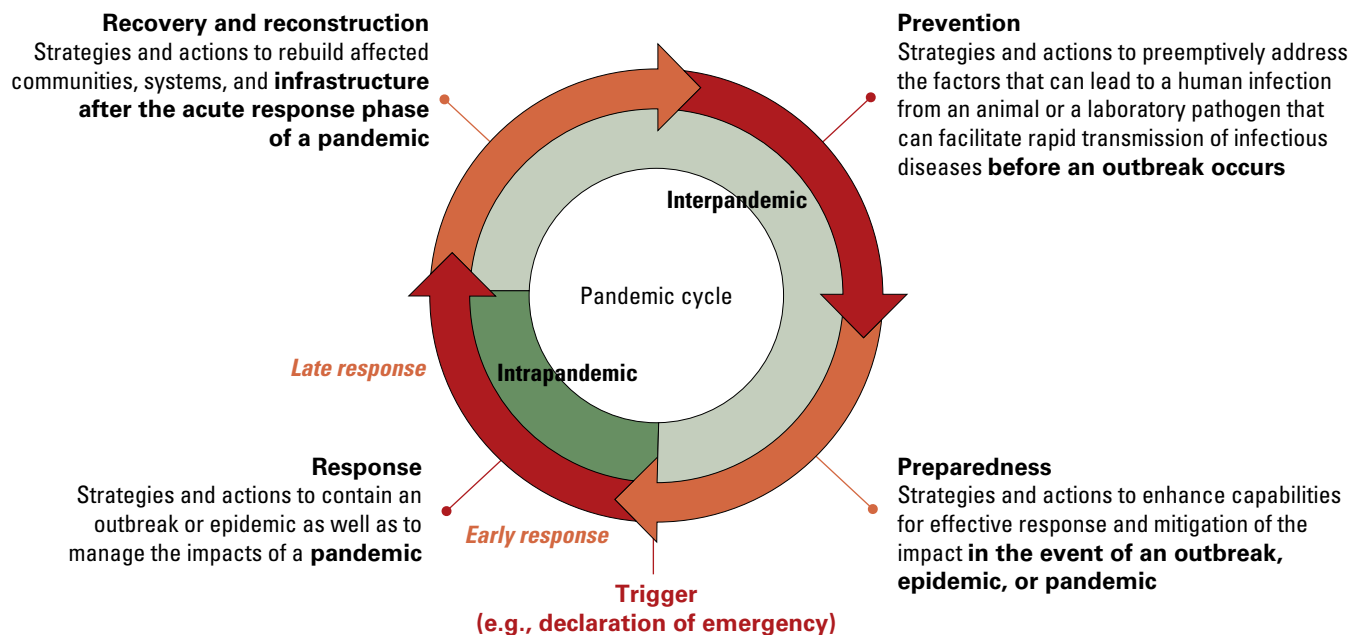 Recovery and reconstruction
Strategies and actions to rebuild affected
communities, systems, and infrastructure
after the acute response phase
of a pandemic
Prevention
Strategies and actions to preemptively address
the factors that can lead to a human infection
from an animal or a laboratory pathogen that
can facilitate rapid transmission of infectious
diseases before an outbreak occurs
Interpandemic
Pandemic cycle
Intrapandemic
Late response
Response
Strategies and actions to contain an
outbreak or epidemic as well as to
manage the impacts of a pandemic
Early response
Preparedness
Strategies and actions to enhance capabilities
for effective response and mitigation of the
impact in the event of an outbreak,
epidemic, or pandemic
Trigger
(e.g., declaration of emergency)